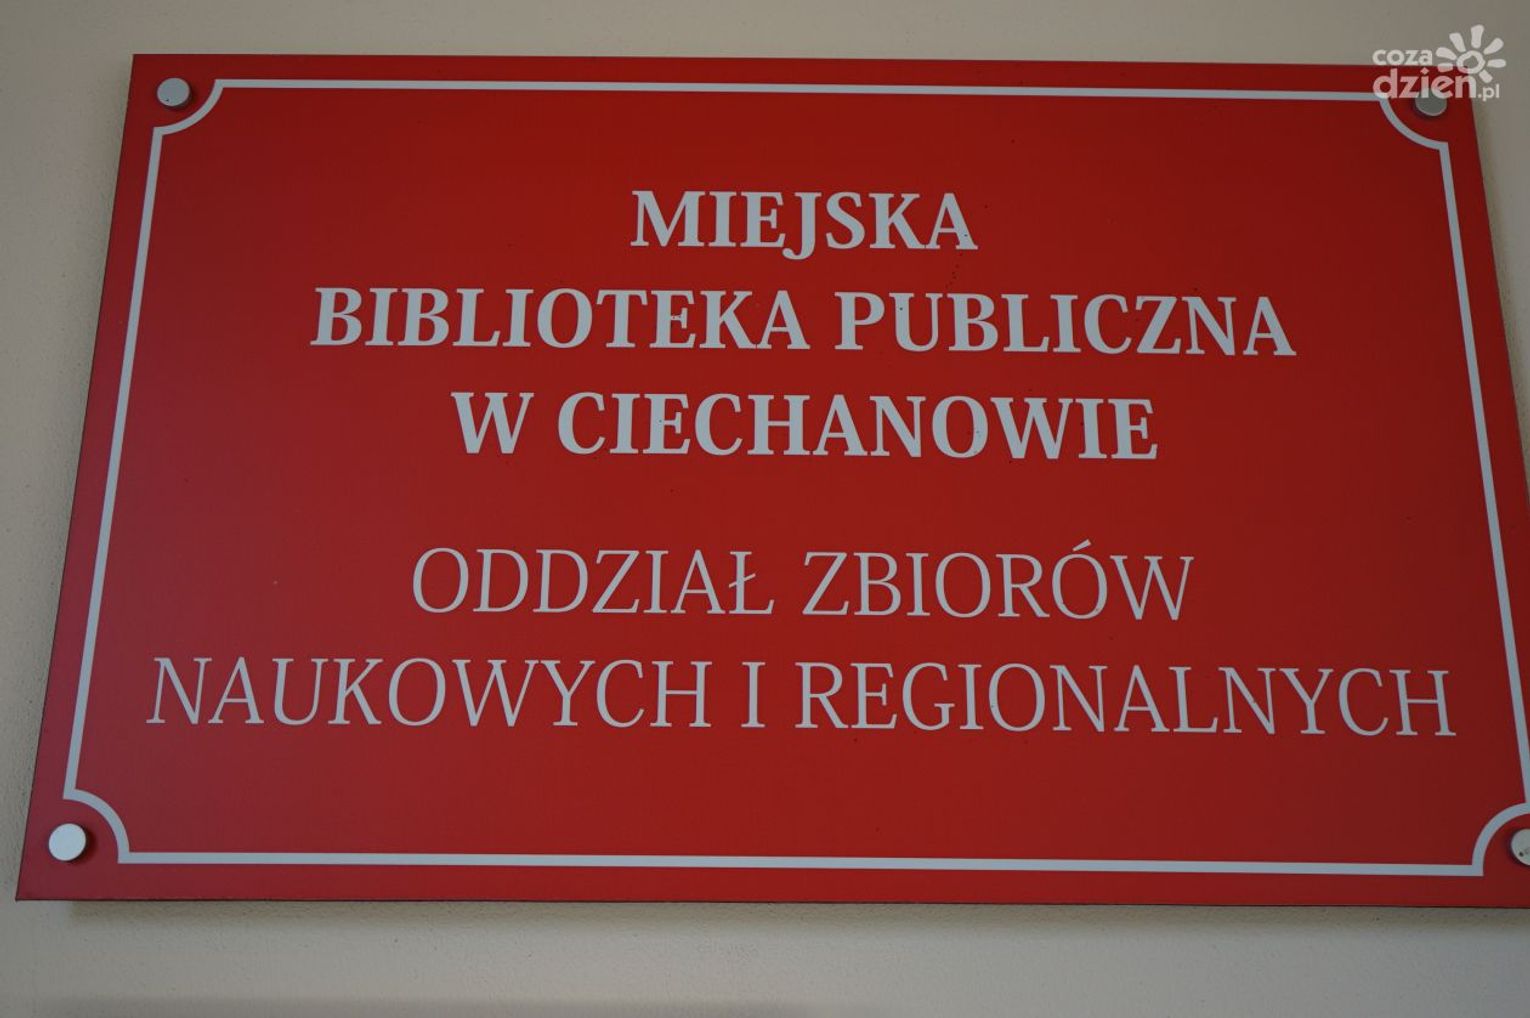 coza
dzien.pl
MIEJSKA
BIBLIOTEKA PUBLICZNA
W CIECHANOWIE
ODDZIAŁ ZBIORÓW
NAUKOWYCH I REGIONALNYCH